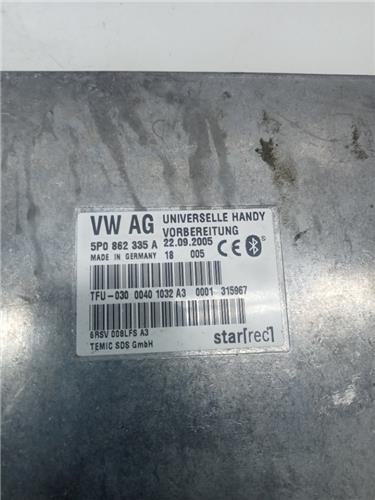 VW AG UNIVERSELLE HANDY
VORBEREITUNG
5P0 862 335 A 22.09.2005
MADE IN GERMANY 18 005 CE S
TFU-030 0040 1032 A3 0001 315967
6RSV 008LFS A3
TEMIC SDS GmbH
star[rec]